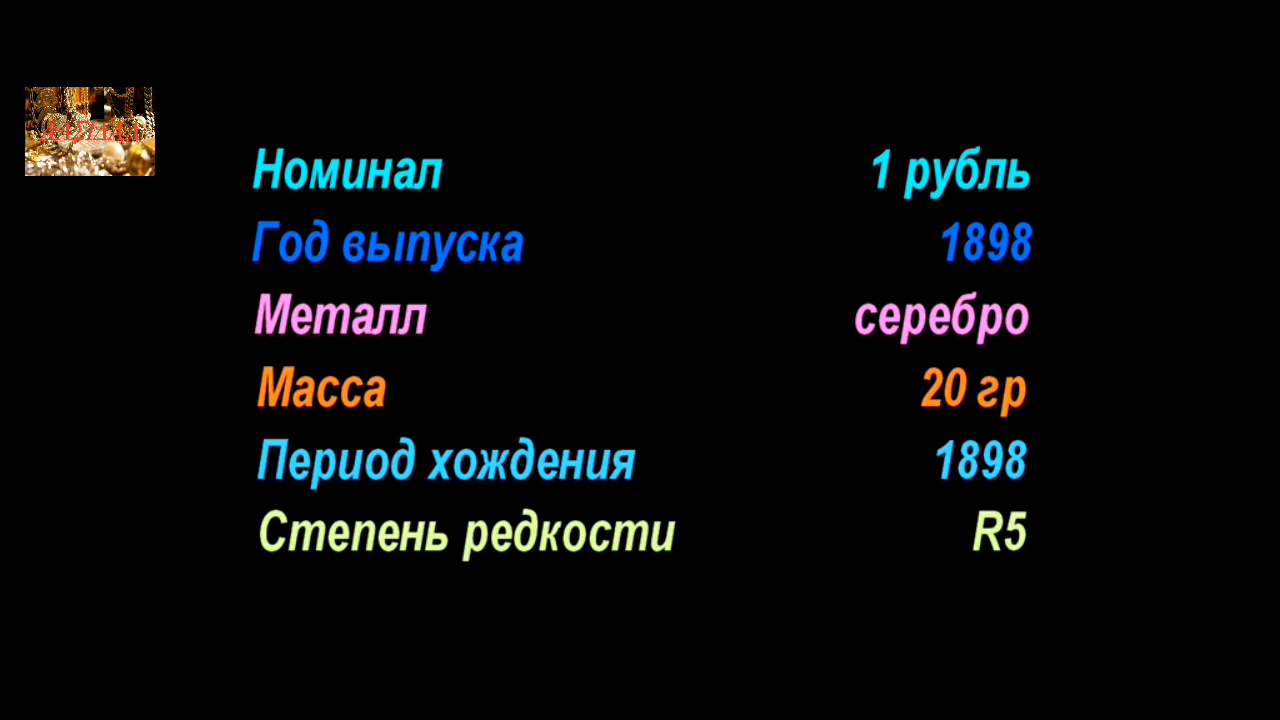 Номинал 1 рубль
Год выпуска 1898
Металл серебро
Масса 20 гр
Период хождения 1898
Степень редкости R5